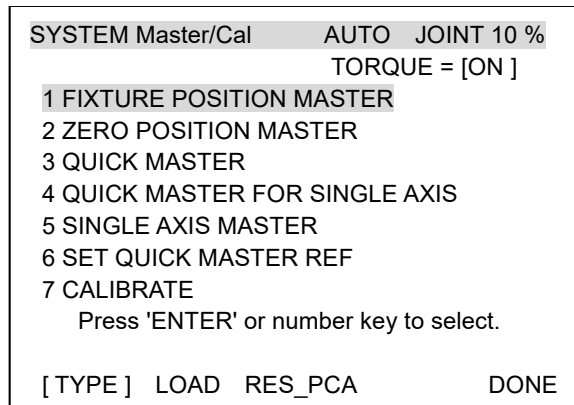 SYSTEM Master/Cal AUTO JOINT 10 %
TORQUE = [ON ]
1 FIXTURE POSITION MASTER
2 ZERO POSITION MASTER
3 QUICK MASTER
4 QUICK MASTER FOR SINGLE AXIS
5 SINGLE AXIS MASTER
6 SET QUICK MASTER REF
7 CALIBRATE
Press 'ENTER' or number key to select.
[ TYPE ] LOAD RES_PCA DONE